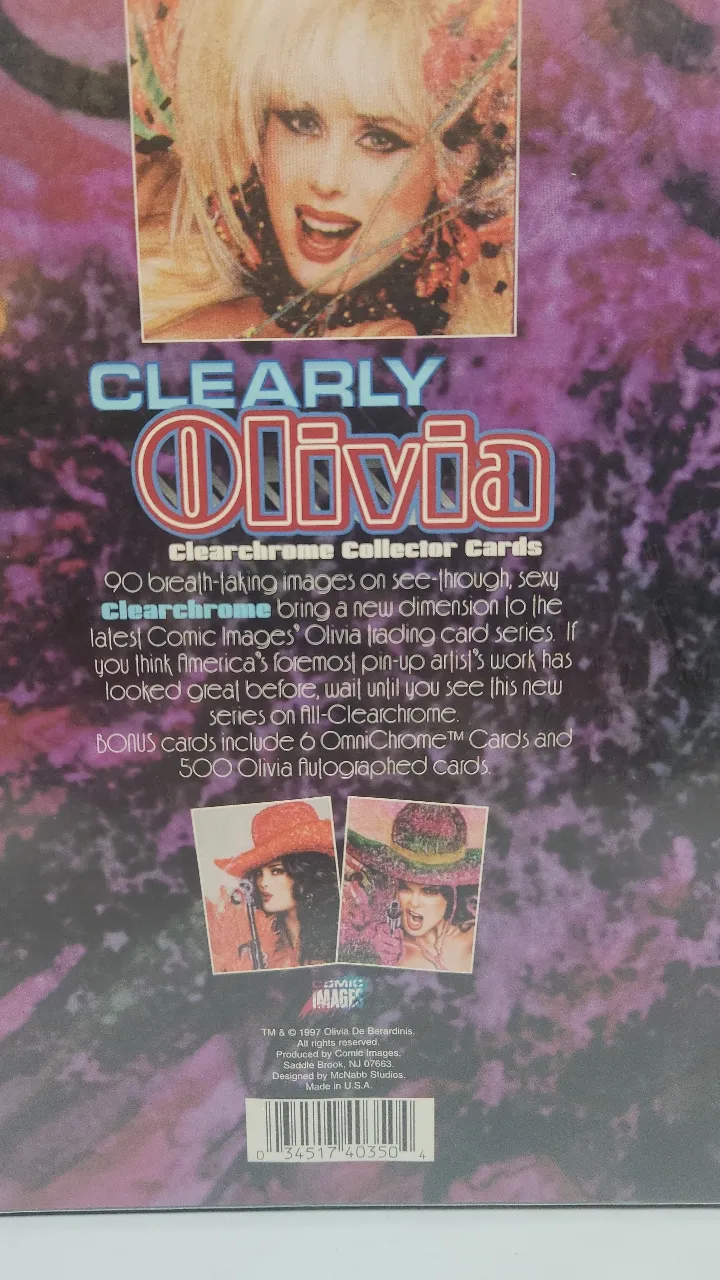 CLEARLY
Olivia
Clearchrome Collector Cards
90 breath-taking images on see-through, sexy
Clearchrome bring a new dimension to the
latest Comic Images' Olivia trading card series. If
you think America's foremost pin-up artist's work has
looked great before, wait until you see this new
series on All-Clearchrome.
BONUS cards include 6 OmniChrome™ Cards and
500 Olivia Autographed cards.
COMIC
IMAGES
TM & © 1997 Olivia De Berardinis.
All rights reserved.
Produced by Comic Images,
Saddle Brook, NJ 07663.
Designed by McNabb Studios.
Made in U.S.A.
0 34517 40350 4